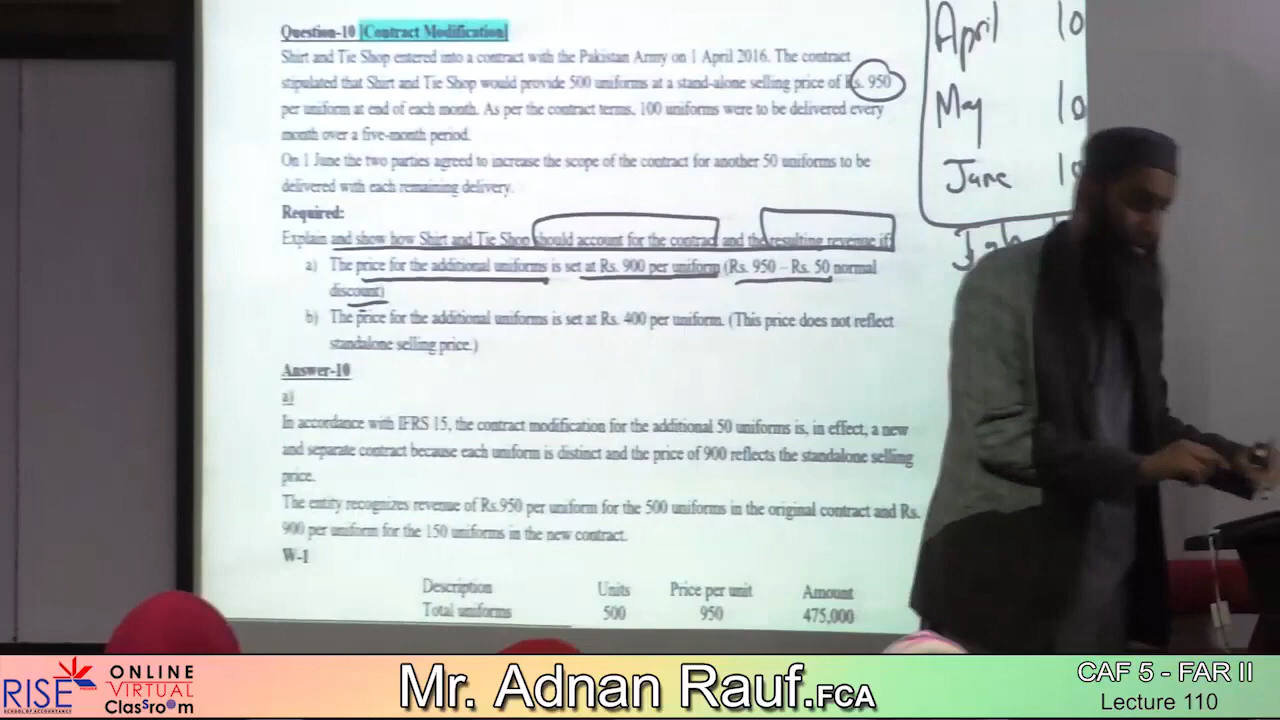 Question-10 [Contract Modification]
Shirt and Tie Shop entered into a contract with the Pakistan Army on 1 April 2016. The contract
stipulated that Shirt and Tie Shop would provide 500 uniforms at a stand-alone selling price of Rs. 950
per uniform at end of each month. As per the contract terms, 100 uniforms were to be delivered every
month over a five-month period.
On 1 June the two parties agreed to increase the scope of the contract for another 50 uniforms to be
delivered with each remaining delivery.
Required:
Explain and show how Shirt and Tie Shop should account for the contract and the resulting revenue if:
a) The price for the additional uniforms is set at Rs. 900 per uniform (Rs. 950 – Rs. 50 normal
discount)
b) The price for the additional uniforms is set at Rs. 400 per uniform. (This price does not reflect
standalone selling price.)
Answer-10
a)
In accordance with IFRS 15, the contract modification for the additional 50 uniforms is, in effect, a new
and separate contract because each uniform is distinct and the price of 900 reflects the standalone selling
price.
The entity recognizes revenue of Rs.950 per uniform for the 500 uniforms in the original contract and Rs.
900 per uniform for the 150 uniforms in the new contract.
W-1
Description Units Price per unit Amount
Total uniforms 500 950 475,000
April 10
May 10
June 10
RISE
SCHOOL OF ACCOUNTANCY
ONLINE
VIRTUAL
Classroom
Mr. Adnan Rauf.FCA
CAF 5 - FAR II
Lecture 110